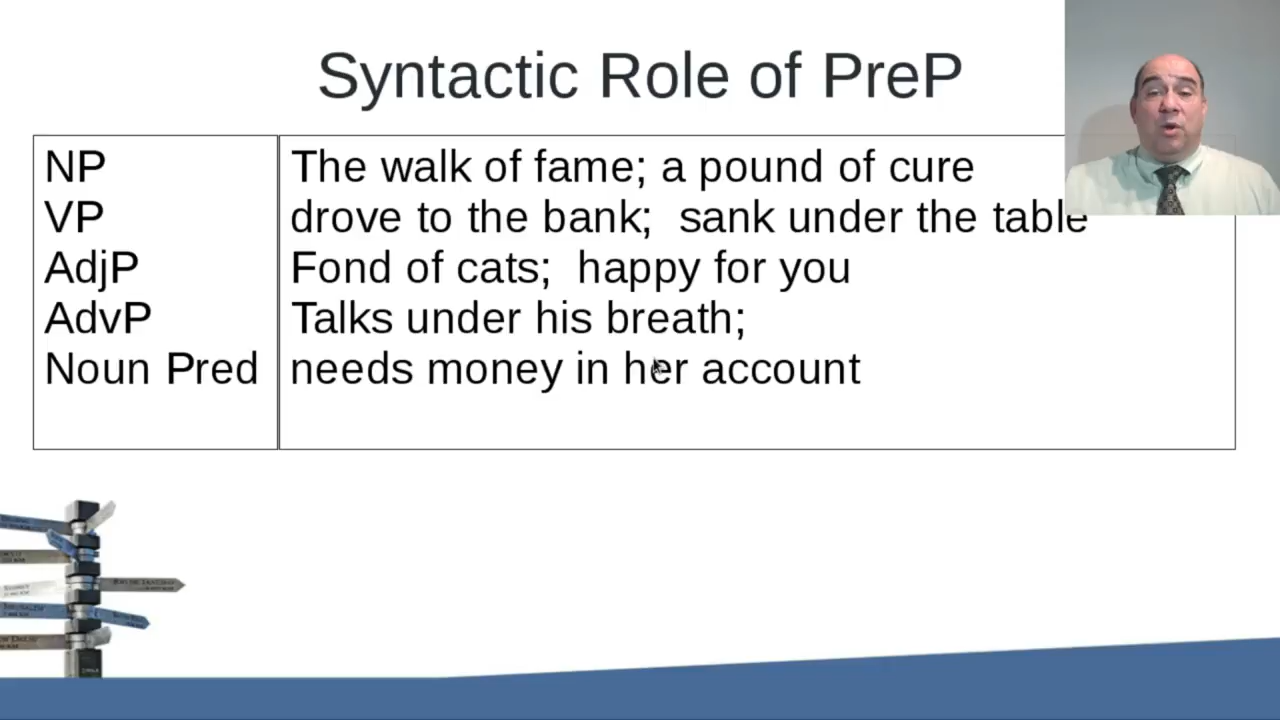 Syntactic Role of PreP
NP The walk of fame; a pound of cure
VP drove to the bank; sank under the table
AdjP Fond of cats; happy for you
AdvP Talks under his breath;
Noun Pred needs money in her account